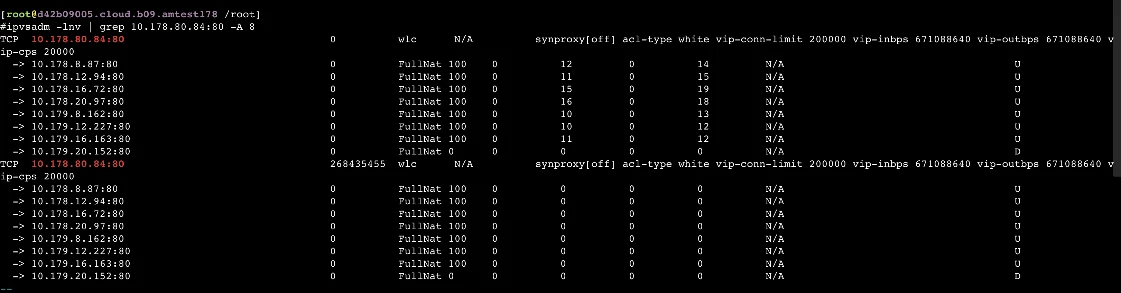 [root@d42b09005.cloud.b09.amtest178 /root]
#ipvsadm -lnv | grep 10.178.80.84:80 -A 8
TCP 10.178.80.84:80 0 wlc N/A synproxy[off] acl-type white vip-conn-limit 200000 vip-inbps 671088640 vip-outbps 671088640 v
ip-cps 20000
-> 10.178.8.87:80 0 FullNat 100 0 12 0 14 N/A U
-> 10.178.12.94:80 0 FullNat 100 0 11 0 15 N/A U
-> 10.178.16.72:80 0 FullNat 100 0 15 0 19 N/A U
-> 10.178.20.97:80 0 FullNat 100 0 16 0 18 N/A U
-> 10.179.8.162:80 0 FullNat 100 0 10 0 13 N/A U
-> 10.179.12.227:80 0 FullNat 100 0 10 0 12 N/A U
-> 10.179.16.163:80 0 FullNat 100 0 11 0 12 N/A U
-> 10.179.20.152:80 0 FullNat 0 0 0 0 0 N/A D
TCP 10.178.80.84:80 268435455 wlc N/A synproxy[off] acl-type white vip-conn-limit 200000 vip-inbps 671088640 vip-outbps 671088640 v
ip-cps 20000
-> 10.178.8.87:80 0 FullNat 100 0 0 0 0 N/A U
-> 10.178.12.94:80 0 FullNat 100 0 0 0 0 N/A U
-> 10.178.16.72:80 0 FullNat 100 0 0 0 0 N/A U
-> 10.178.20.97:80 0 FullNat 100 0 0 0 0 N/A U
-> 10.179.8.162:80 0 FullNat 100 0 0 0 0 N/A U
-> 10.179.12.227:80 0 FullNat 100 0 0 0 0 N/A U
-> 10.179.16.163:80 0 FullNat 100 0 0 0 0 N/A U
-> 10.179.20.152:80 0 FullNat 0 0 0 0 0 N/A D
--